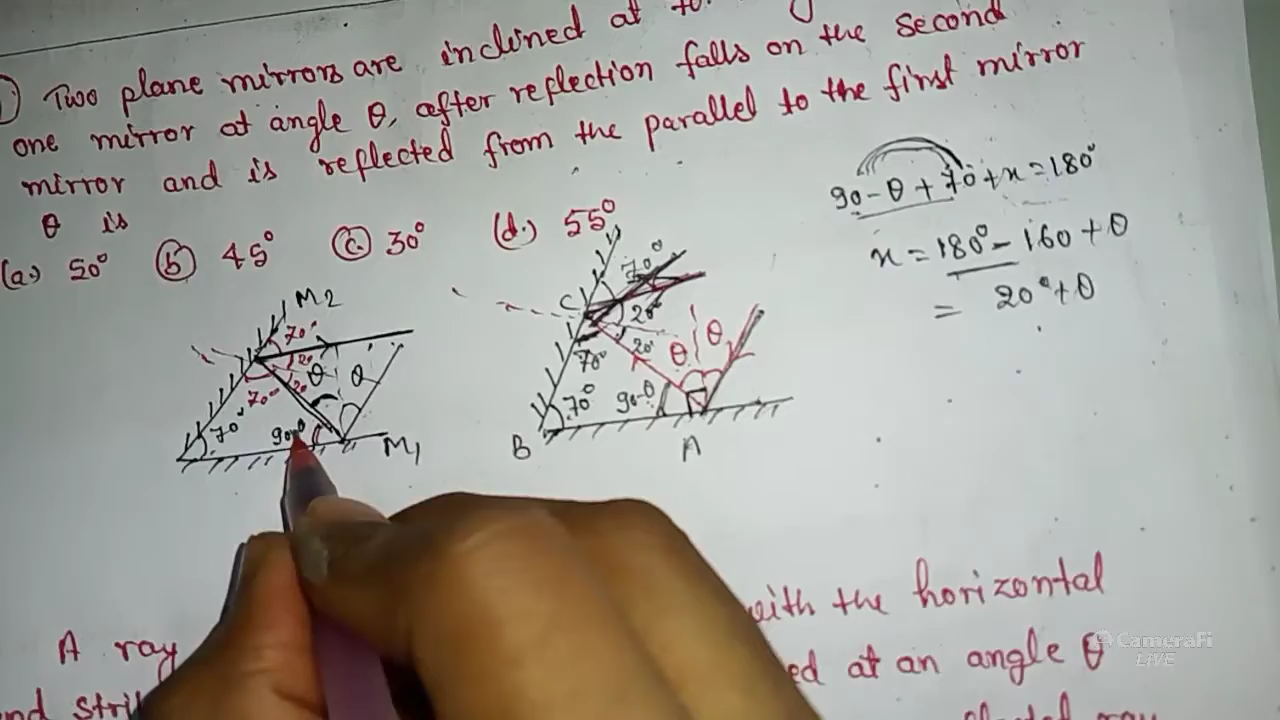 Two plane mirrors are inclined at 70.
one mirror at angle θ, after reflection falls on the second
mirror and is reflected from the parallel to the first mirror
θ is
(a.) 50° (b) 45° (c.) 30° (d.) 55°
90-θ+70+x=180°
x=180°-160+θ
= 20°+θ
M2
70°
20
20
θ
θ
70°
70°
90-θ
M1
70°
C
20°
20°
θ
θ
70°
70°
90-θ
B
A
with the horizontal
A ray
ed at an angle θ
nd stri
CameraFi
LIVE